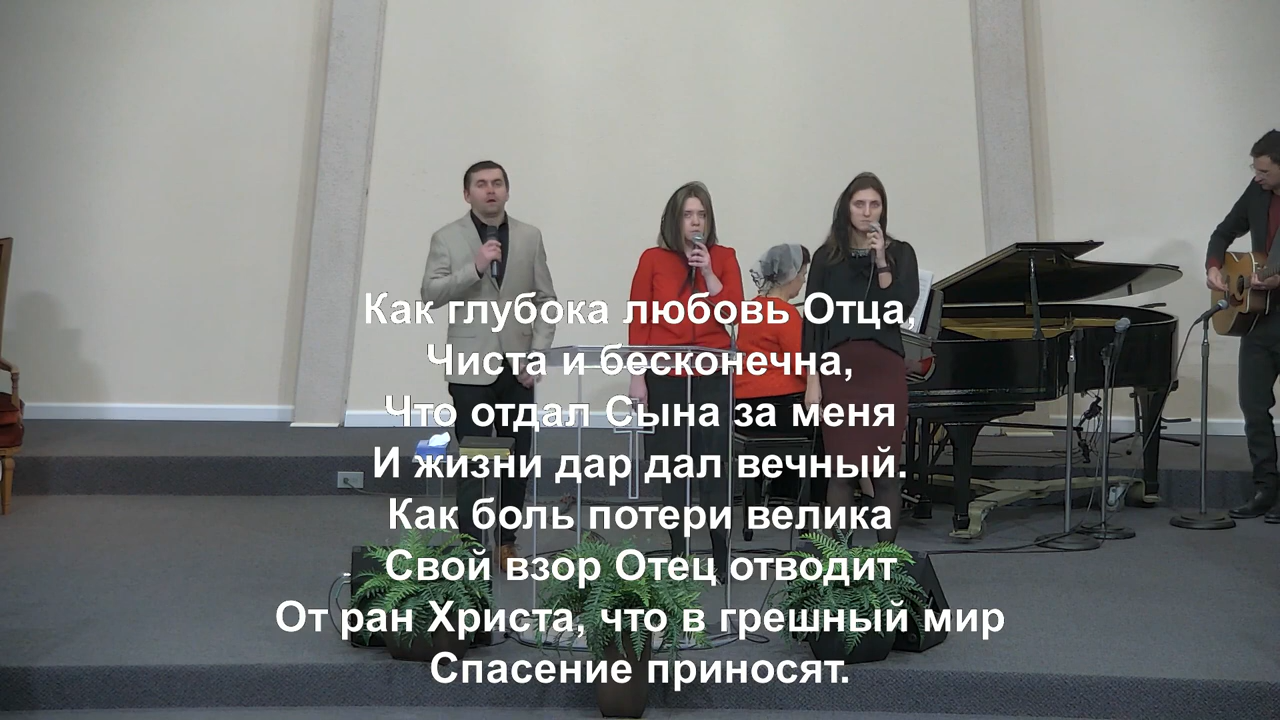 Как глубока любовь Отца,
Чиста и бесконечна,
Что отдал Сына за меня
И жизни дар дал вечный.
Как боль потери велика
Свой взор Отец отводит
От ран Христа, что в грешный мир
Спасение приносят.